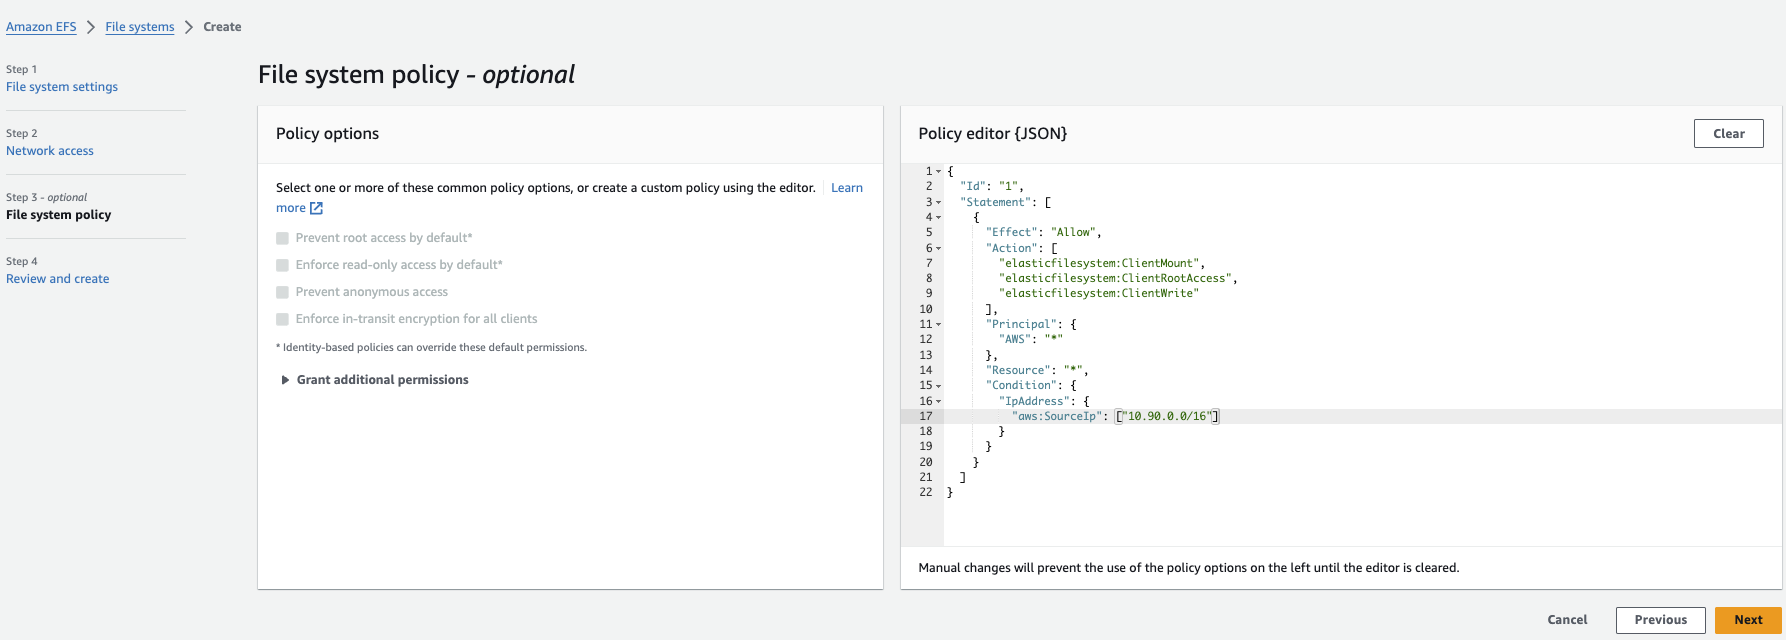 Amazon EFS > File systems > Create
Step 1
File system settings
Step 2
Network access
Step 3 - optional
File system policy
Step 4
Review and create
File system policy - optional
Policy options
Select one or more of these common policy options, or create a custom policy using the editor. Learn
more
Prevent root access by default*
Enforce read-only access by default*
Prevent anonymous access
Enforce in-transit encryption for all clients
* Identity-based policies can override these default permissions.
Grant additional permissions
Policy editor {JSON}
Clear
1 {
2   "Id": "1",
3   "Statement": [
4     {
5       "Effect": "Allow",
6       "Action": [
7         "elasticfilesystem:ClientMount",
8         "elasticfilesystem:ClientRootAccess",
9         "elasticfilesystem:ClientWrite"
10       ],
11       "Principal": {
12         "AWS": "*"
13       },
14       "Resource": "*",
15       "Condition": {
16         "IpAddress": {
17           "aws:SourceIp": ["10.90.0.0/16"]
18         }
19       }
20     }
21   ]
22 }
Manual changes will prevent the use of the policy options on the left until the editor is cleared.
Cancel
Previous
Next